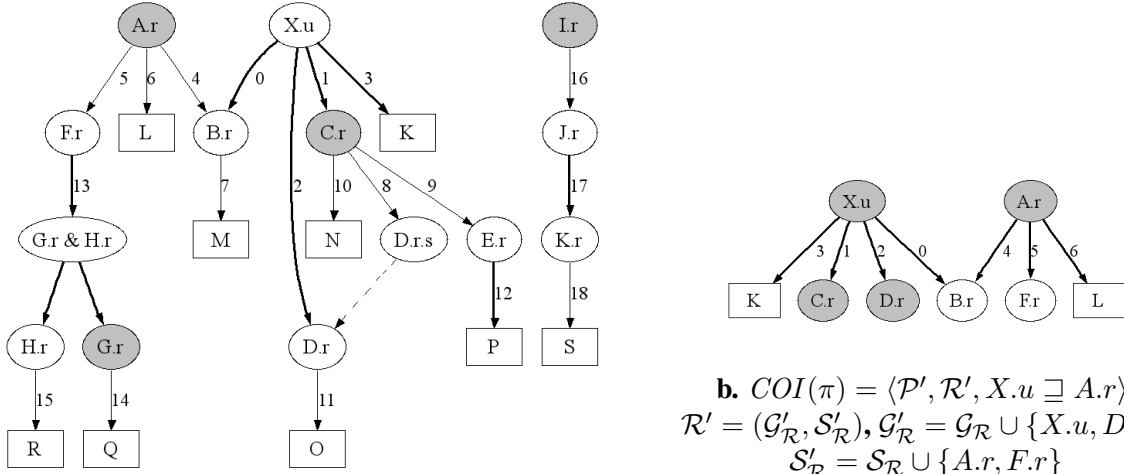 A.r X.u I.r
5 6 4 0 1 3 16
F.r L B.r C.r K J.r
13 7 2 10 8 9 17
G.r & H.r M N D.r.s E.r K.r
12 18
H.r G.r D.r P S
15 14 11
R Q O
X.u A.r
3 1 2 0 4 5 6
K C.r D.r B.r F.r L
b. COI(π) = ⟨𝒫′, ℛ′, X.u ⊒ A.r⟩
ℛ′ = (𝒢′_ℛ, 𝒮′_ℛ), 𝒢′_ℛ = 𝒢_ℛ ∪ {X.u, D
𝒮′_ℛ = 𝒮_ℛ ∪ {A.r, F.r}